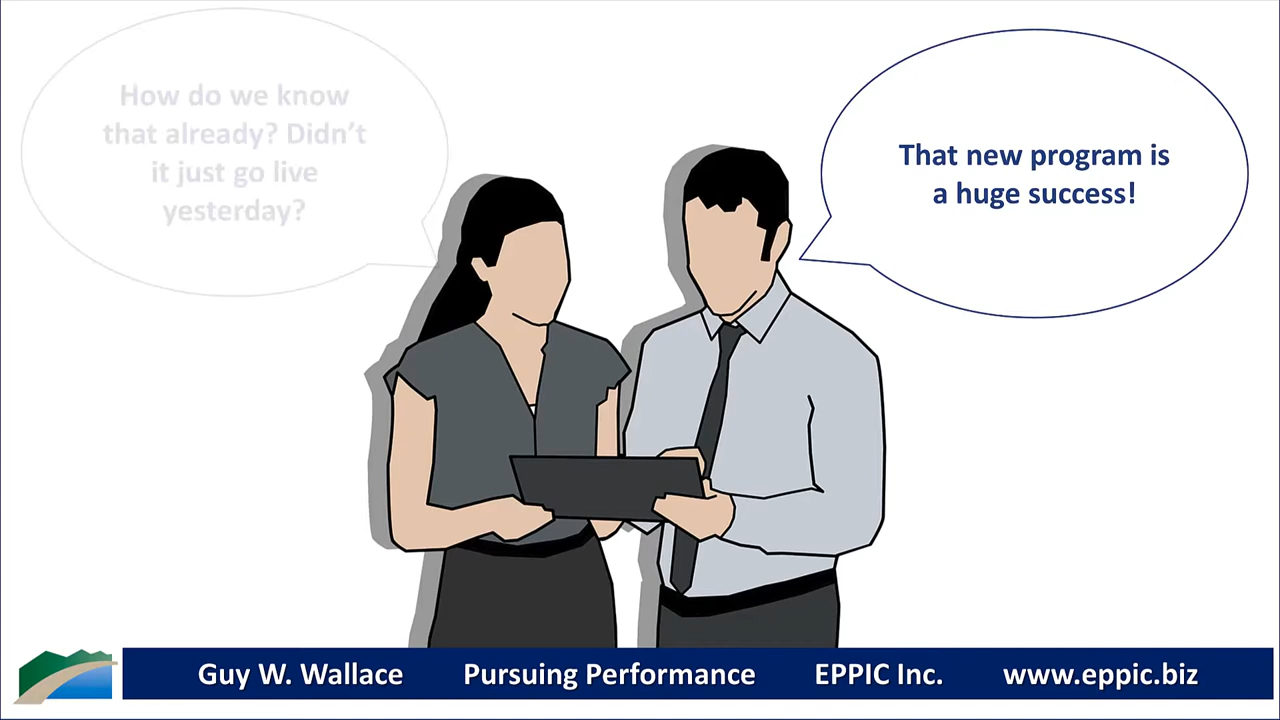 How do we know
that already? Didn’t
it just go live
yesterday?
That new program is
a huge success!
Guy W. Wallace Pursuing Performance EPPIC Inc. www.eppic.biz